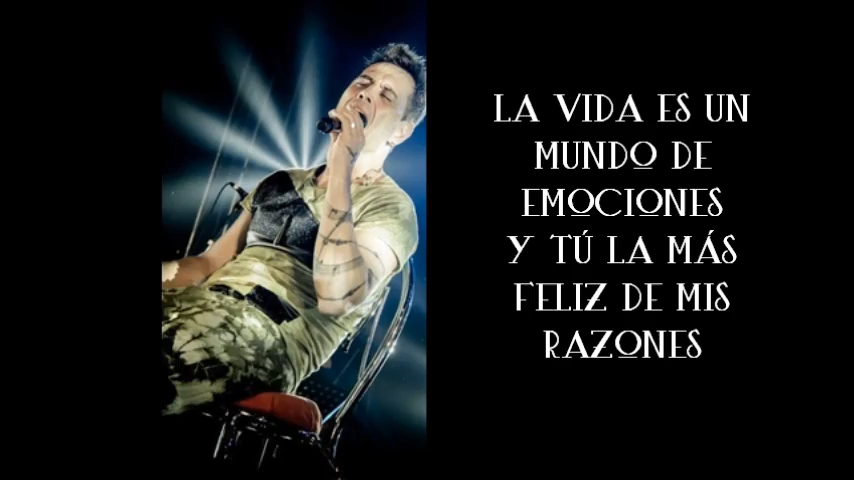 LA VIDA ES UN
MUNDO DE
EMOCIONES
Y TÚ LA MÁS
FELIZ DE MIS
RAZONES